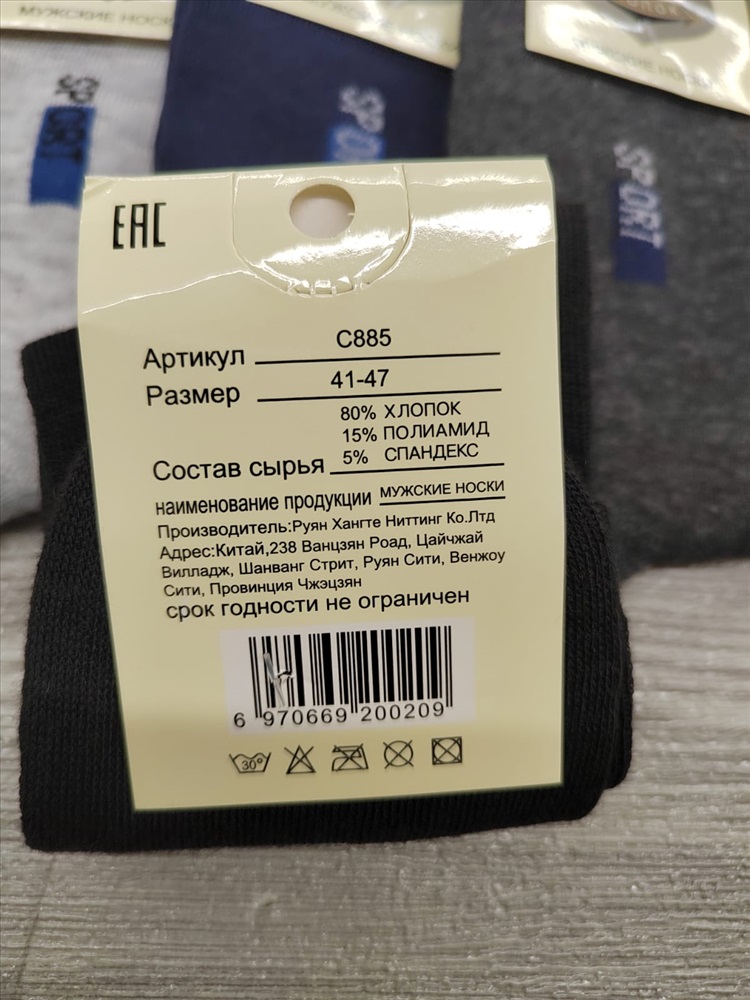 МУЖСКИЕ НОСК
SPORT
SPORT
SPORT
EAC
Артикул C885
Размер 41-47
80% ХЛОПОК
15% ПОЛИАМИД
Состав сырья 5% СПАНДЕКС
наименование продукции МУЖСКИЕ НОСКИ
Производитель:Руян Хангте Ниттинг Ко.Лтд
Адрес:Китай,238 Ванцзян Роад, Цайчжай
Вилладж, Шанванг Стрит, Руян Сити, Венжоу
Сити, Провинция Чжэцзян
срок годности не ограничен
6 970669 200209
30°